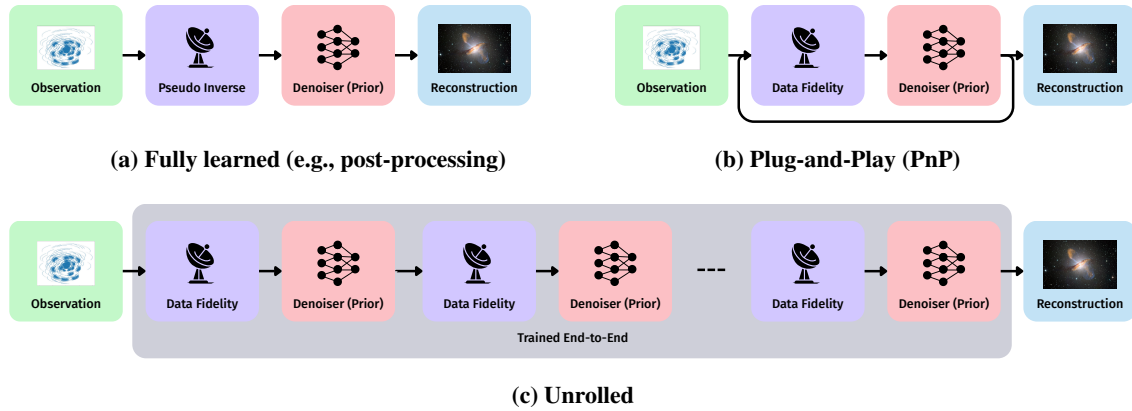 Observation
Pseudo Inverse
Denoiser (Prior)
Reconstruction
(a) Fully learned (e.g., post-processing)
Observation
Data Fidelity
Denoiser (Prior)
Reconstruction
(b) Plug-and-Play (PnP)
Observation
Data Fidelity
Denoiser (Prior)
Data Fidelity
Denoiser (Prior)
---
Data Fidelity
Denoiser (Prior)
Reconstruction
Trained End-to-End
(c) Unrolled